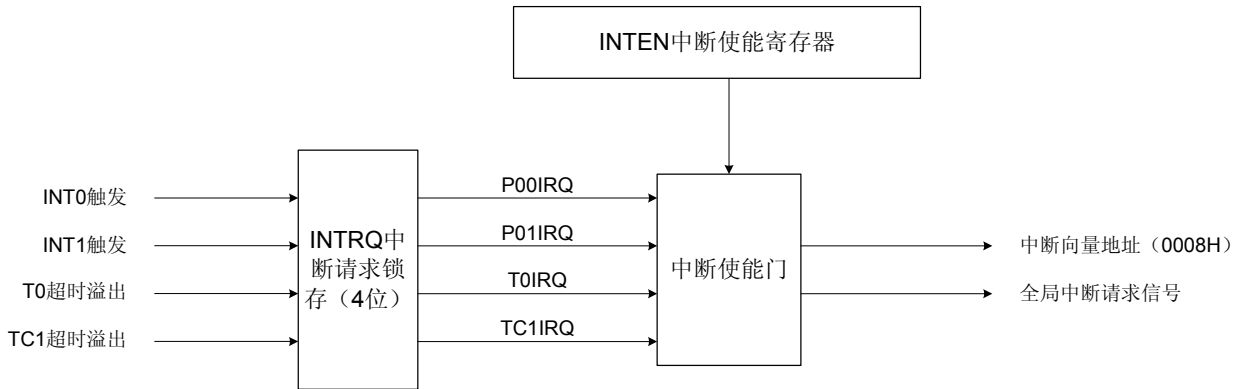 INTEN中断使能寄存器
INT0触发
INT1触发
T0超时溢出
TC1超时溢出
INTRQ中
断请求锁
存（4位）
P00IRQ
P01IRQ
T0IRQ
TC1IRQ
中断使能门
中断向量地址（0008H）
全局中断请求信号